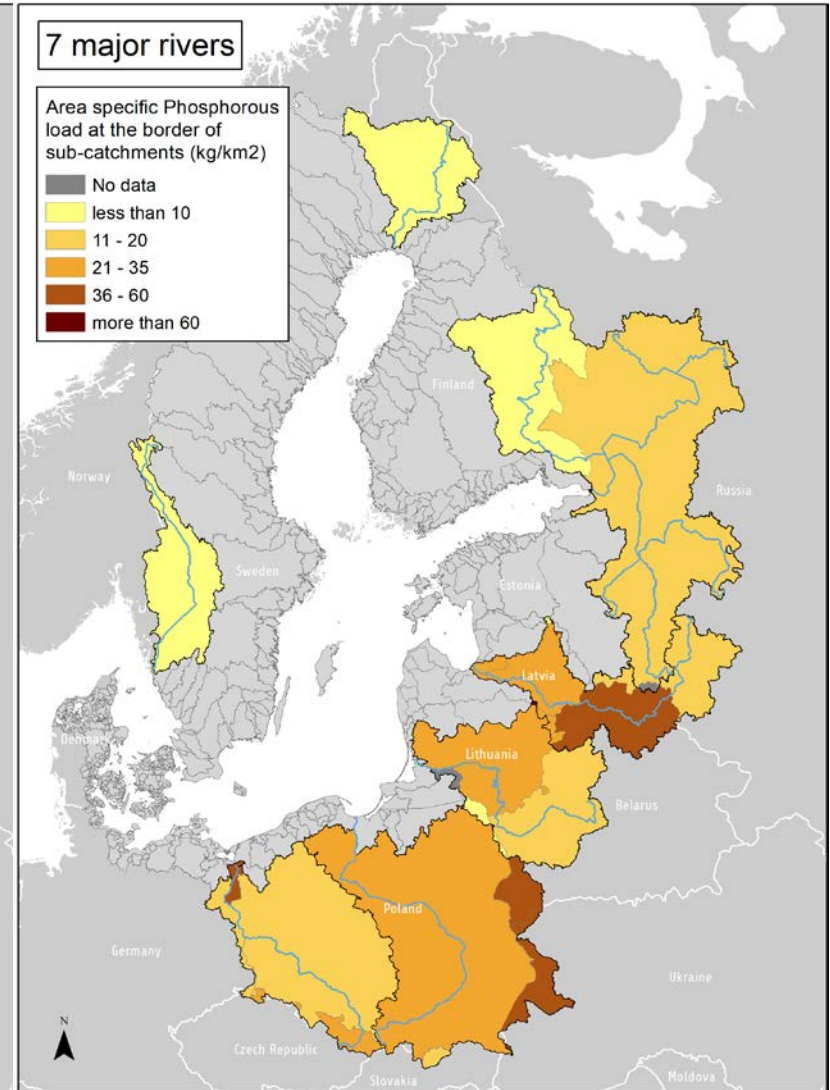 7 major rivers
Area specific Phosphorous
load at the border of
sub-catchments (kg/km2)
No data
less than 10
11 - 20
21 - 35
36 - 60
more than 60
Finland
Norway
Russia
Sweden
Estonia
Latvia
Denmark
Lithuania
Belarus
Poland
Germany
Ukraine
N
Czech Republic
Slovakia
Moldova